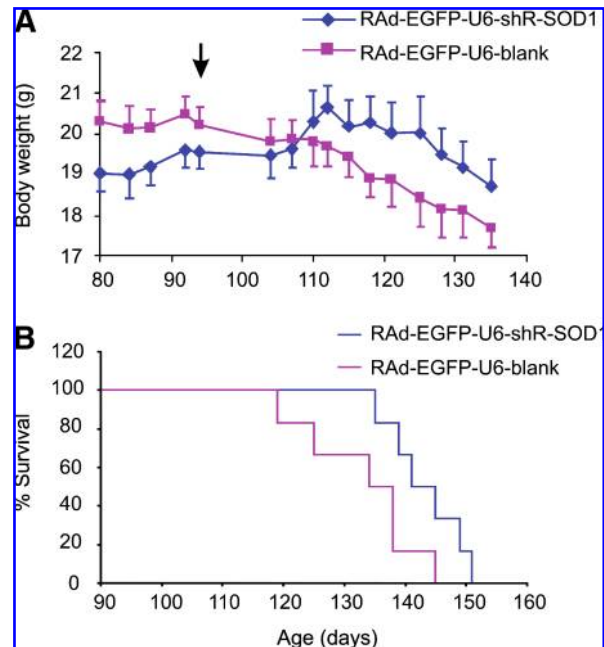 A
RAd-EGFP-U6-shR-SOD1
RAd-EGFP-U6-blank
Body weight (g)
22
21
20
19
18
17
80 90 100 110 120 130 140
B
RAd-EGFP-U6-shR-SOD1
RAd-EGFP-U6-blank
% Survival
120
100
80
60
40
20
0
90 100 110 120 130 140 150 160
Age (days)